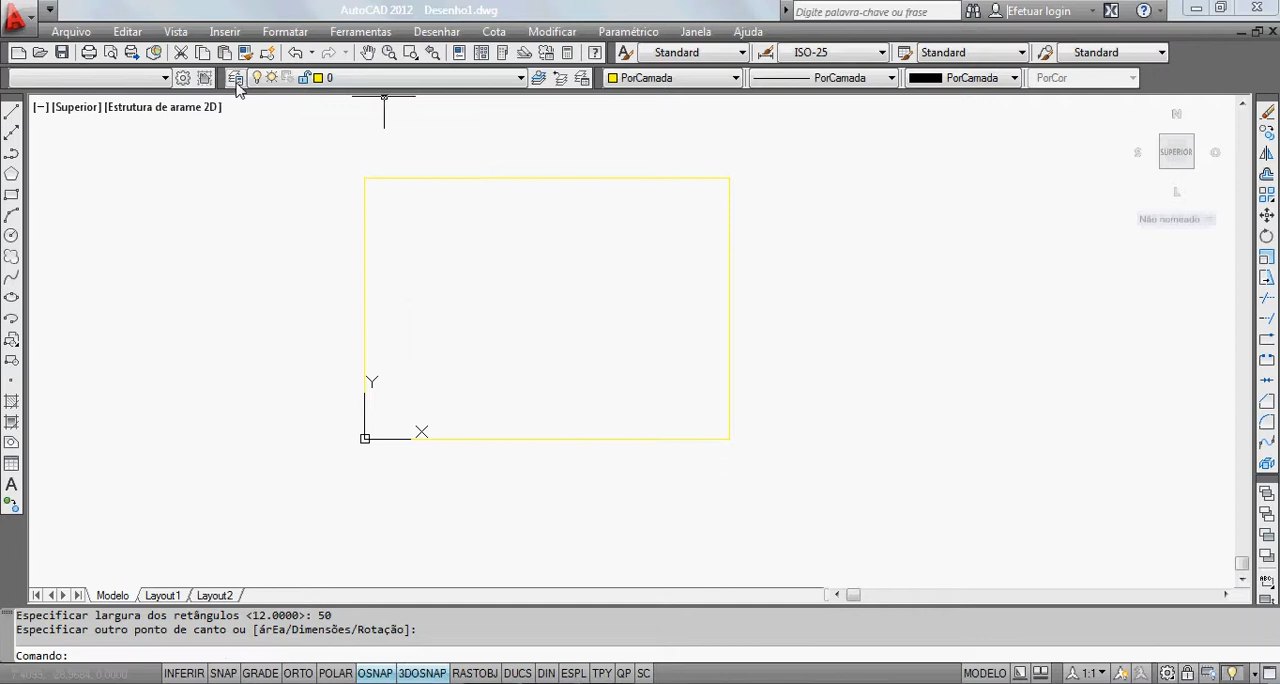 AutoCAD 2012 Desenho1.dwg
Digite palavra-chave ou frase
Efetuar login
Arquivo Editar Vista Inserir Formatar Ferramentas Desenhar Cota Modificar Paramétrico Janela Ajuda
Standard ISO-25 Standard Standard
0 PorCamada PorCamada PorCamada PorCor
[−] [Superior] [Estrutura de arame 2D]
N
S SUPERIOR O
L
Não nomeado
Y
X
A
Modelo Layout1 Layout2
Especificar largura dos retângulos <12.0000>: 50
Especificar outro ponto de canto ou [árEa/Dimensões/Rotação]:
Comando:
INFERIR SNAP GRADE ORTO POLAR OSNAP 3DOSNAP RASTOBJ DUCS DIN ESPL TPY QP SC MODELO 1:1